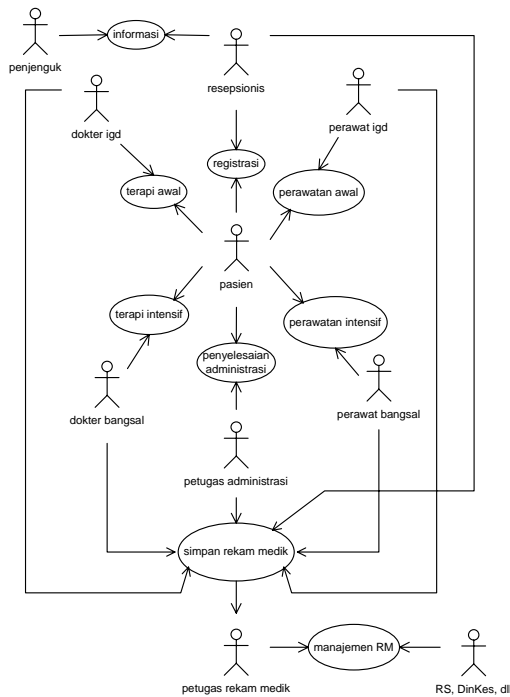 informasi
penjenguk
resepsionis
dokter igd
perawat igd
registrasi
terapi awal
perawatan awal
pasien
terapi intensif
perawatan intensif
penyelesaian
administrasi
dokter bangsal
perawat bangsal
petugas administrasi
simpan rekam medik
manajemen RM
petugas rekam medik
RS, DinKes, dl